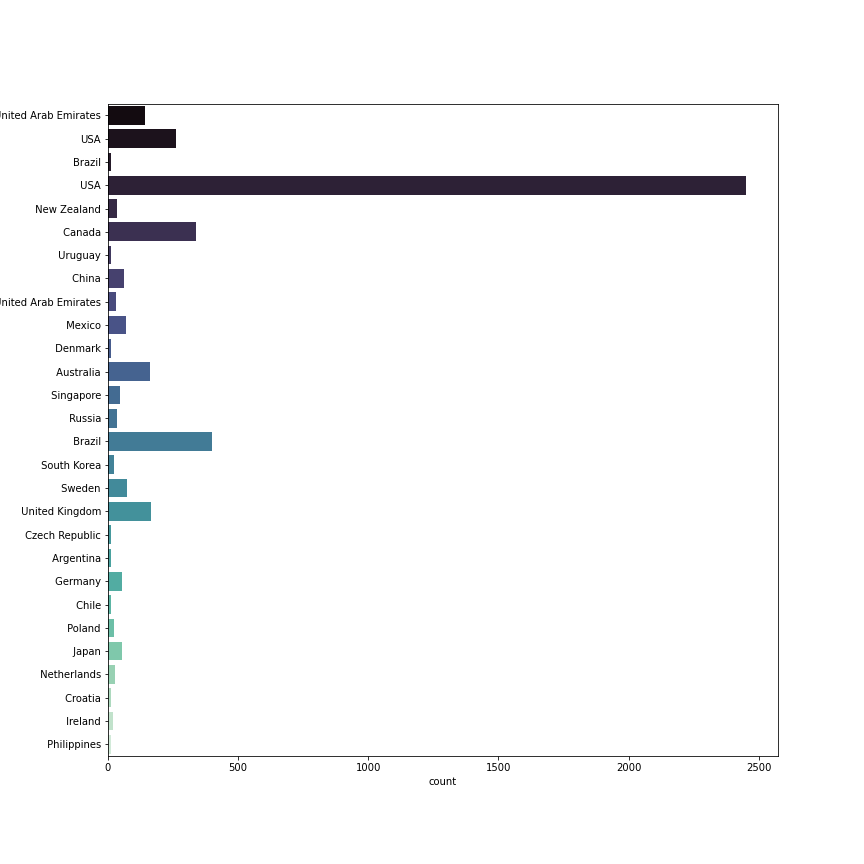 nited Arab Emirates
USA
Brazil
USA
New Zealand
Canada
Uruguay
China
nited Arab Emirates
Mexico
Denmark
Australia
Singapore
Russia
Brazil
South Korea
Sweden
United Kingdom
Czech Republic
Argentina
Germany
Chile
Poland
Japan
Netherlands
Croatia
Ireland
Philippines
0 500 1000 1500 2000 2500
count